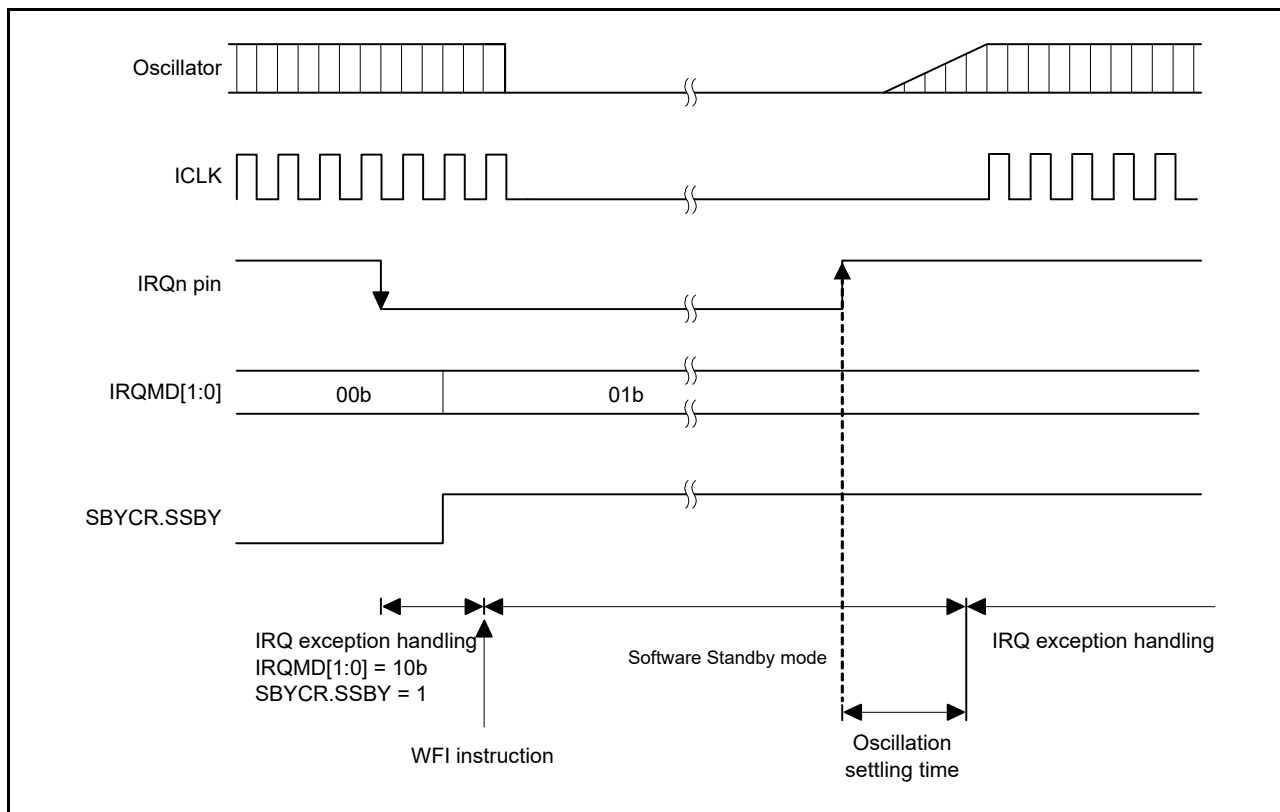 Oscillator
ICLK
IRQn pin
IRQMD[1:0]
00b
01b
SBYCR.SSBY
IRQ exception handling
IRQMD[1:0] = 10b
SBYCR.SSBY = 1
Software Standby mode
IRQ exception handling
WFI instruction
Oscillation
settling time